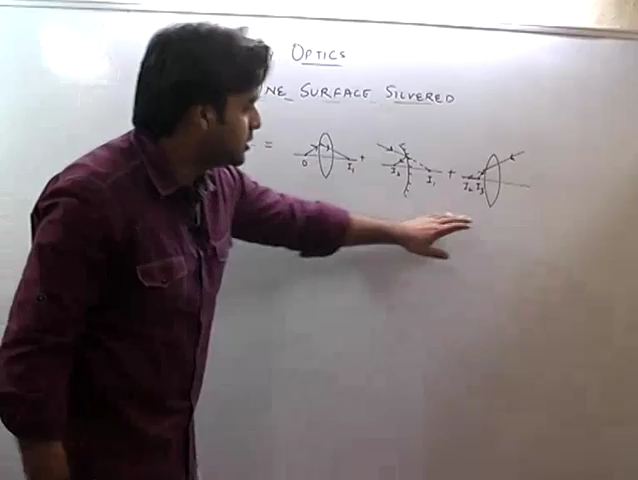 OPTICS
NE SURFACE SILVERED
= + +
O I₁ I₂ I₁ I₂ I₃